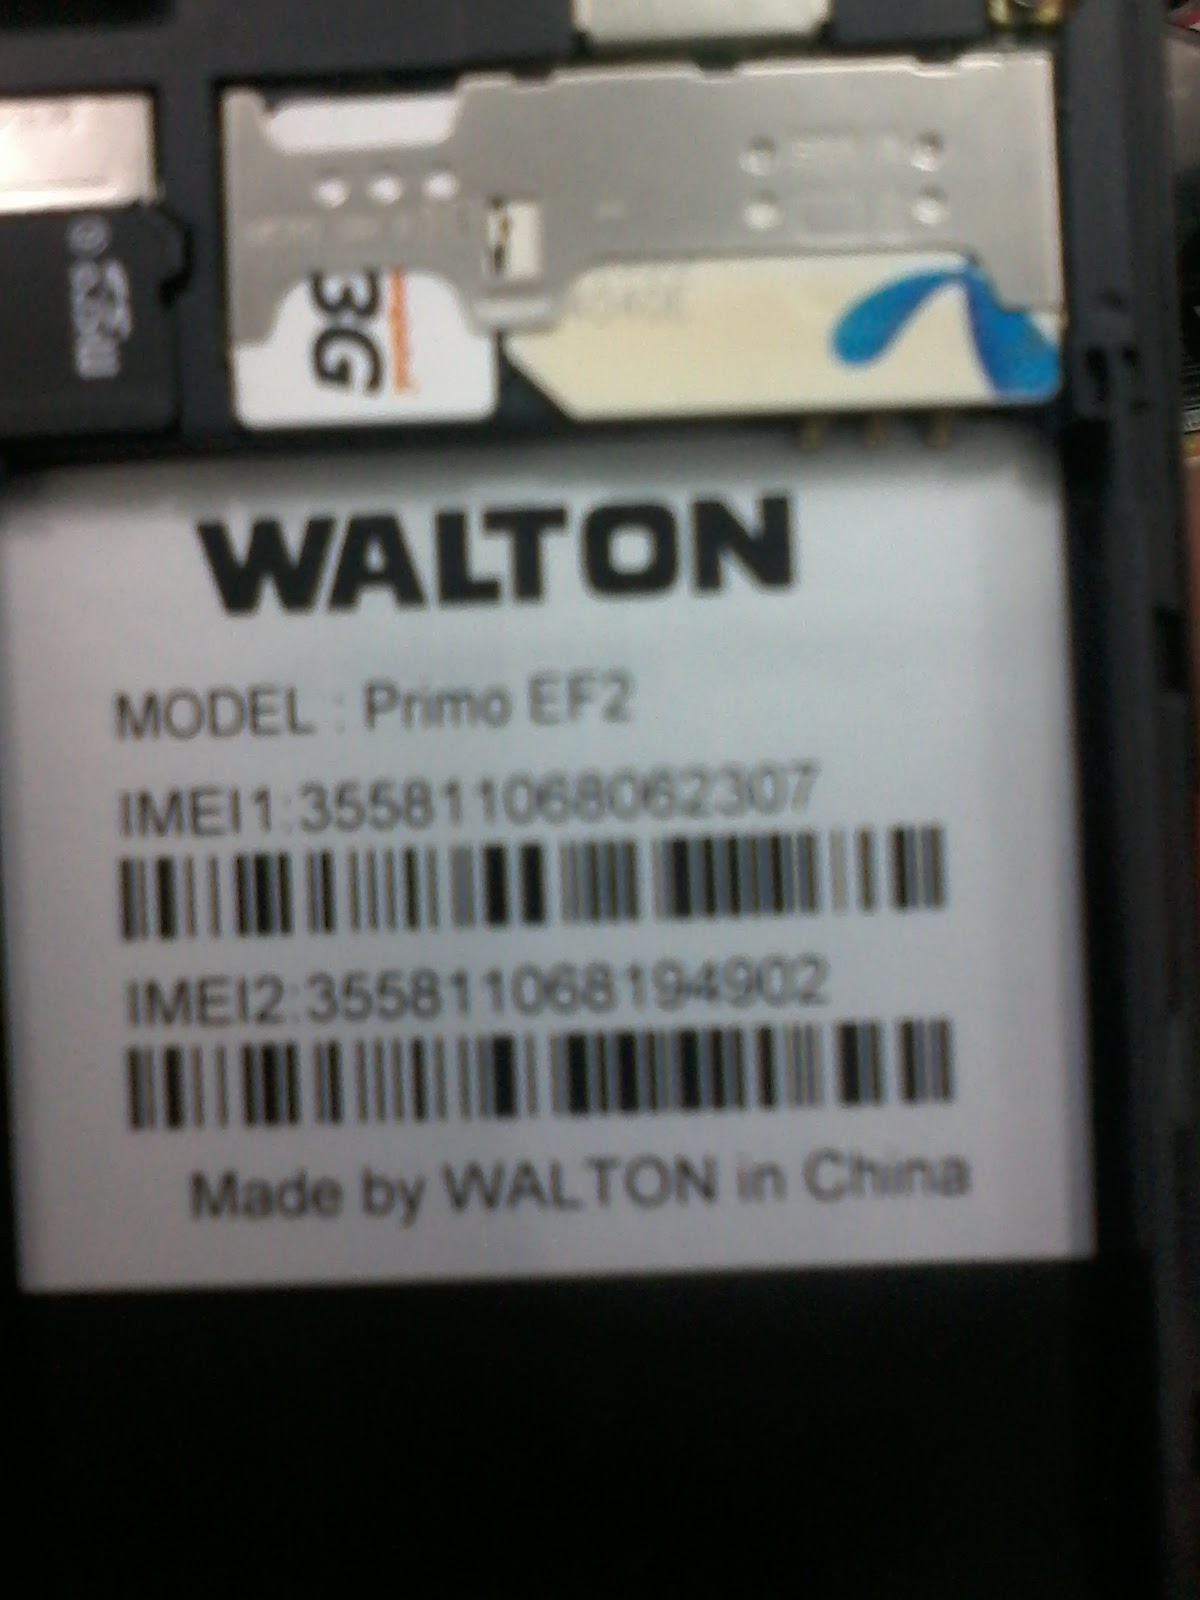 3G
WALTON
MODEL : Primo EF2
IMEI1:355811068062307
IMEI2:355811068194902
Made by WALTON in China